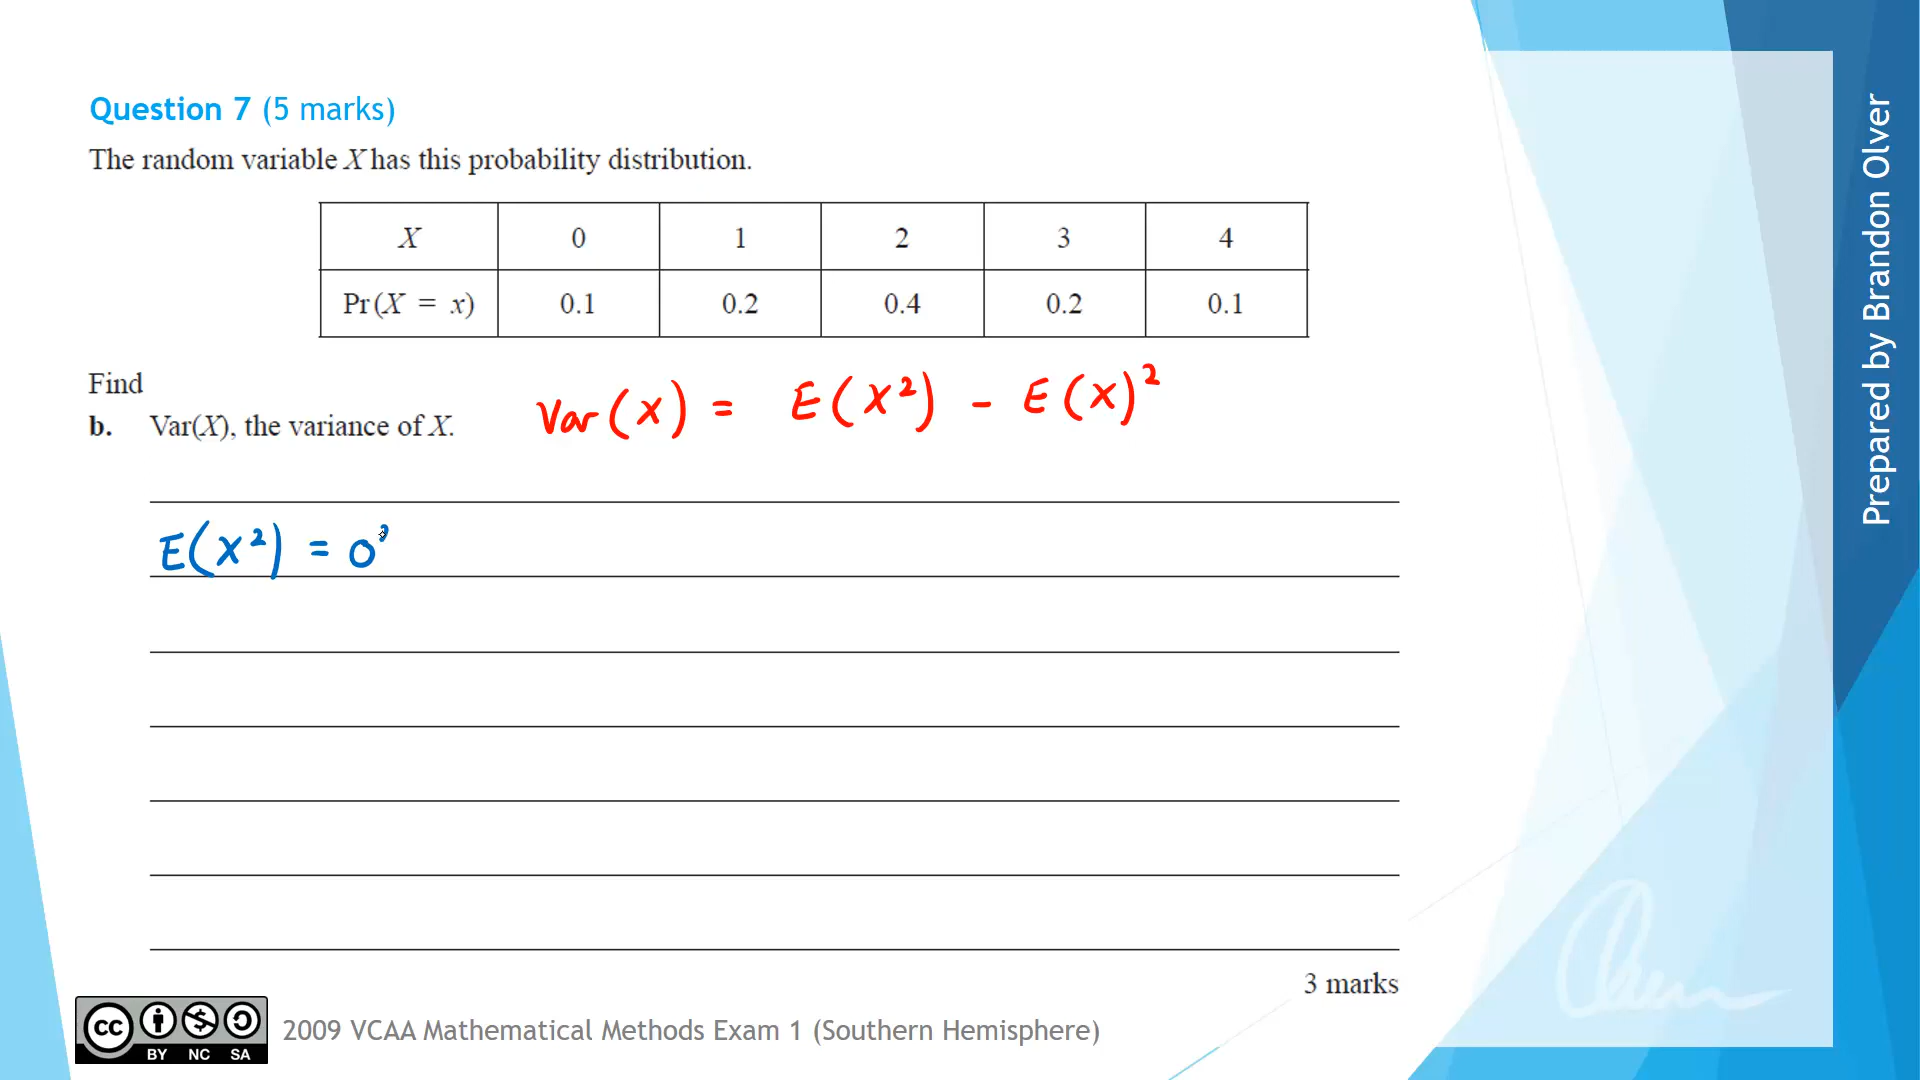 Question 7 (5 marks)
The random variable X has this probability distribution.
X 0 1 2 3 4
Pr(X = x) 0.1 0.2 0.4 0.2 0.1
Find
b. Var(X), the variance of X.
Var(X) = E(X²) - E(X)²
E(X²) = 0²
3 marks
cc BY NC SA
2009 VCAA Mathematical Methods Exam 1 (Southern Hemisphere)
Prepared by Brandon Olver